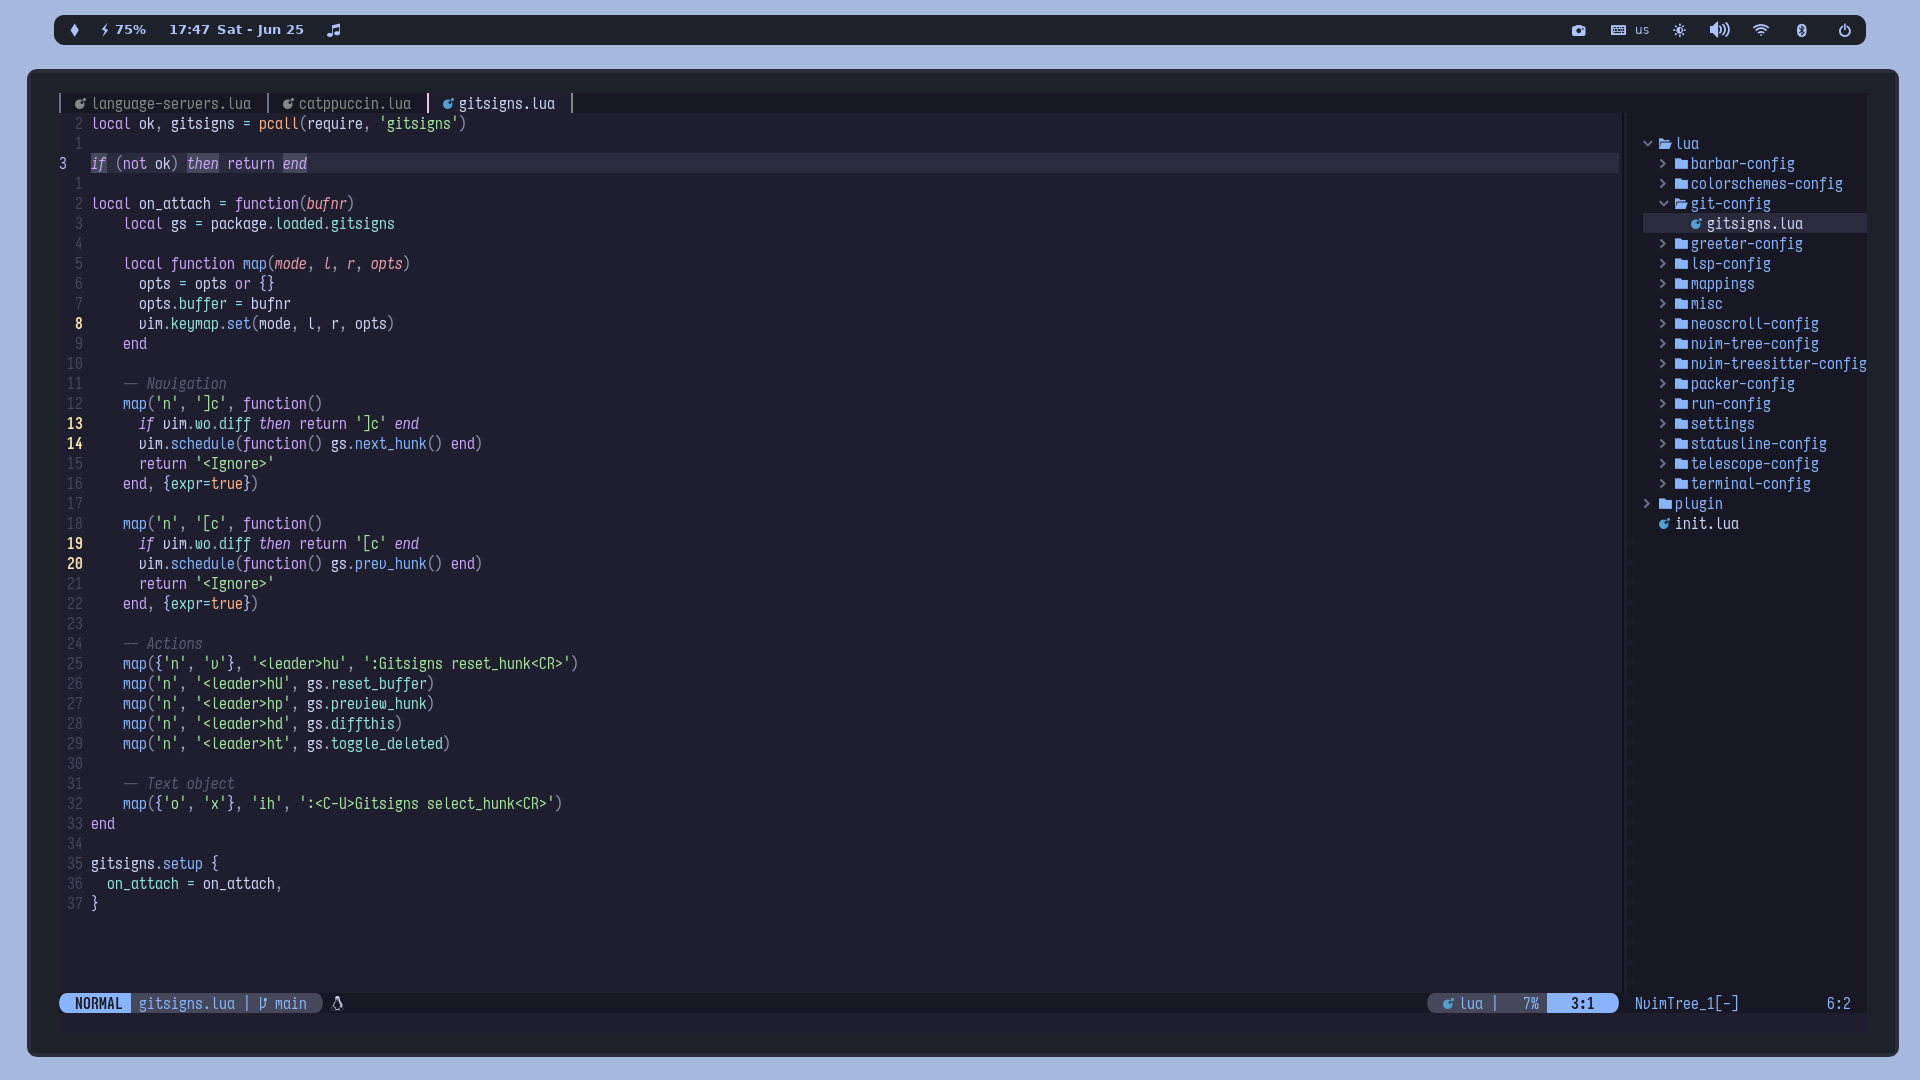 75% 17:47 Sat - Jun 25 us
language-servers.lua catppuccin.lua gitsigns.lua
2 local ok, gitsigns = pcall(require, 'gitsigns')
1
3 if (not ok) then return end
1
2 local on_attach = function(bufnr)
3 local gs = package.loaded.gitsigns
4
5 local function map(mode, l, r, opts)
6 opts = opts or {}
7 opts.buffer = bufnr
8 vim.keymap.set(mode, l, r, opts)
9 end
10
11 -- Navigation
12 map('n', ']c', function()
13 if vim.wo.diff then return ']c' end
14 vim.schedule(function() gs.next_hunk() end)
15 return '<Ignore>'
16 end, {expr=true})
17
18 map('n', '[c', function()
19 if vim.wo.diff then return '[c' end
20 vim.schedule(function() gs.prev_hunk() end)
21 return '<Ignore>'
22 end, {expr=true})
23
24 -- Actions
25 map({'n', 'v'}, '<leader>hu', ':Gitsigns reset_hunk<CR>')
26 map('n', '<leader>hU', gs.reset_buffer)
27 map('n', '<leader>hp', gs.preview_hunk)
28 map('n', '<leader>hd', gs.diffthis)
29 map('n', '<leader>ht', gs.toggle_deleted)
30
31 -- Text object
32 map({'o', 'x'}, 'ih', ':<C-U>Gitsigns select_hunk<CR>')
33 end
34
35 gitsigns.setup {
36 on_attach = on_attach,
37 }
lua
barbar-config
colorschemes-config
git-config
gitsigns.lua
greeter-config
lsp-config
mappings
misc
neoscroll-config
nvim-tree-config
nvim-treesitter-config
packer-config
run-config
settings
statusline-config
telescope-config
terminal-config
plugin
init.lua
NORMAL gitsigns.lua | main lua | 7% 3:1 NvimTree_1[-] 6:2